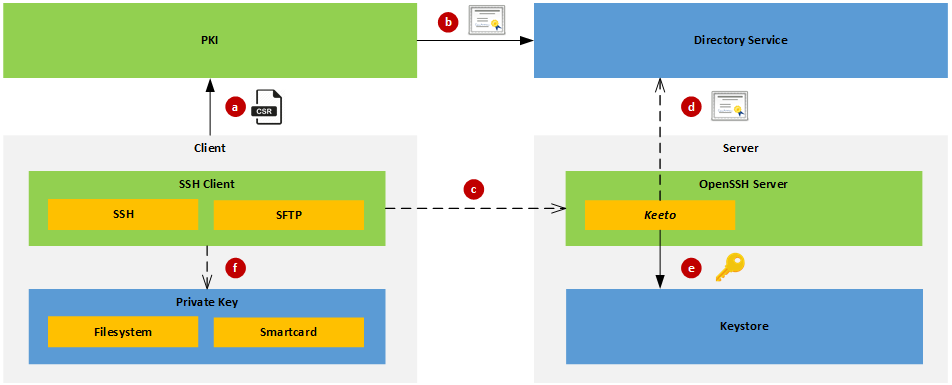 PKI
b
Directory Service
a
CSR
d
Client
Server
SSH Client
OpenSSH Server
c
SSH
SFTP
Keeto
f
e
Private Key
Filesystem
Smartcard
Keystore